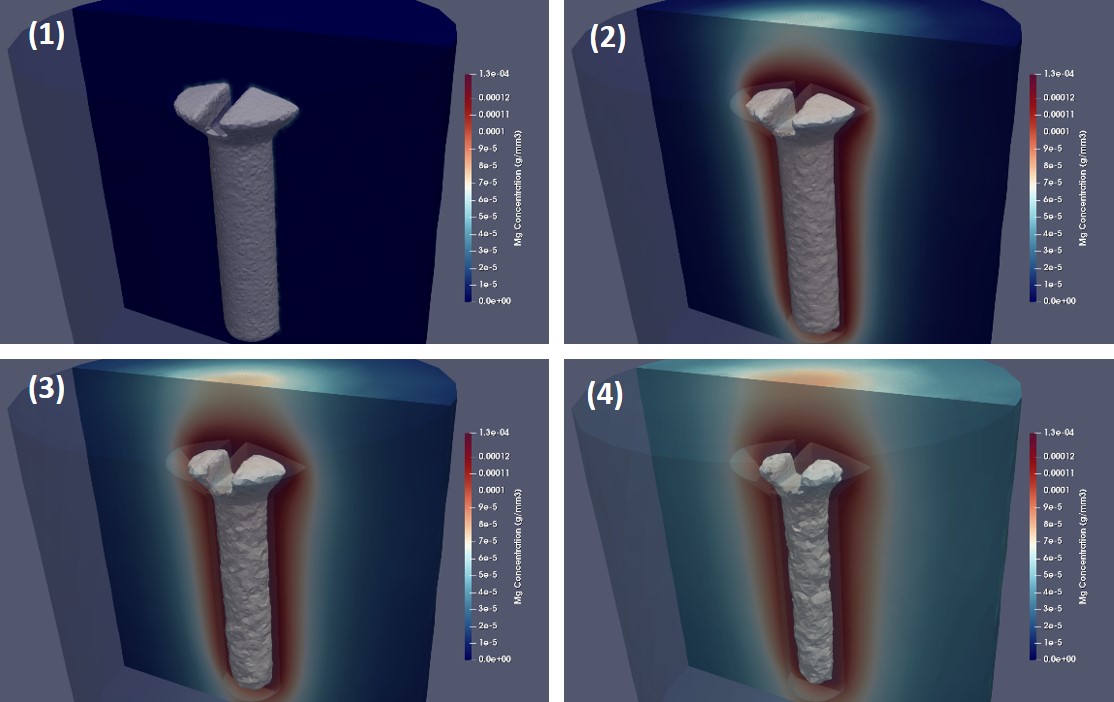 (1)
1.3e-04
0.00012
0.00011
0.0001
9e-5
8e-5
7e-5
6e-5
5e-5
4e-5
3e-5
2e-5
1e-5
0.0e+00
Mg Concentration (g/mm3)
(2)
1.3e-04
0.00012
0.00011
0.0001
9e-5
8e-5
7e-5
6e-5
5e-5
4e-5
3e-5
2e-5
1e-5
0.0e+00
Mg Concentration (g/mm3)
(3)
1.3e-04
0.00012
0.00011
0.0001
9e-5
8e-5
7e-5
6e-5
5e-5
4e-5
3e-5
2e-5
1e-5
0.0e+00
Mg Concentration (g/mm3)
(4)
1.3e-04
0.00012
0.00011
0.0001
9e-5
8e-5
7e-5
6e-5
5e-5
4e-5
3e-5
2e-5
1e-5
0.0e+00
Mg Concentration (g/mm3)